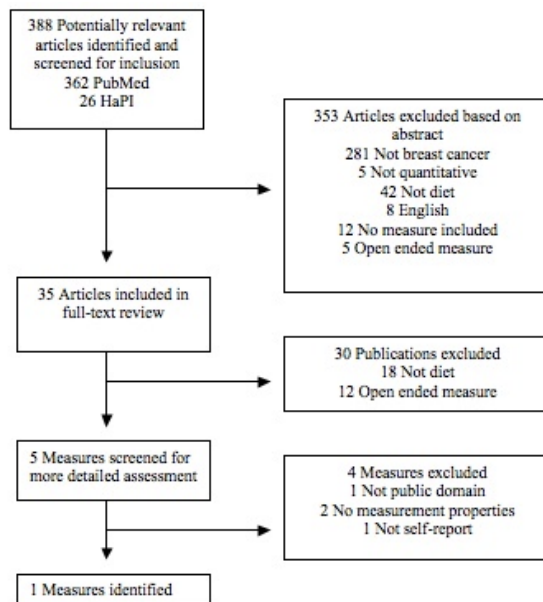 388 Potentially relevant
articles identified and
screened for inclusion
362 PubMed
26 HaPI
353 Articles excluded based on
abstract
281 Not breast cancer
5 Not quantitative
42 Not diet
8 English
12 No measure included
5 Open ended measure
35 Articles included in
full-text review
30 Publications excluded
18 Not diet
12 Open ended measure
5 Measures screened for
more detailed assessment
4 Measures excluded
1 Not public domain
2 No measurement properties
1 Not self-report
1 Measures identified